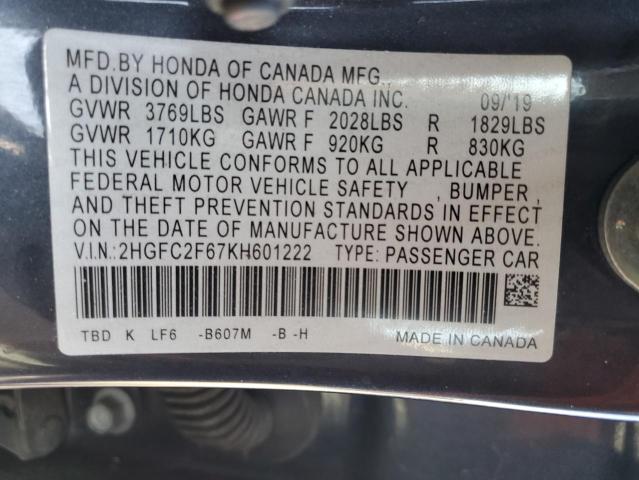 MFD.BY HONDA OF CANADA MFG.,
A DIVISION OF HONDA CANADA INC. 09/'19
GVWR 3769LBS GAWR F 2028LBS R 1829LBS
GVWR 1710KG GAWR F 920KG R 830KG
THIS VEHICLE CONFORMS TO ALL APPLICABLE
FEDERAL MOTOR VEHICLE SAFETY , BUMPER ,
AND THEFT PREVENTION STANDARDS IN EFFECT
ON THE DATE OF MANUFACTURE SHOWN ABOVE.
V.I.N.:2HGFC2F67KH601222 TYPE: PASSENGER CAR
TBD K LF6 -B607M -B -H MADE IN CANADA